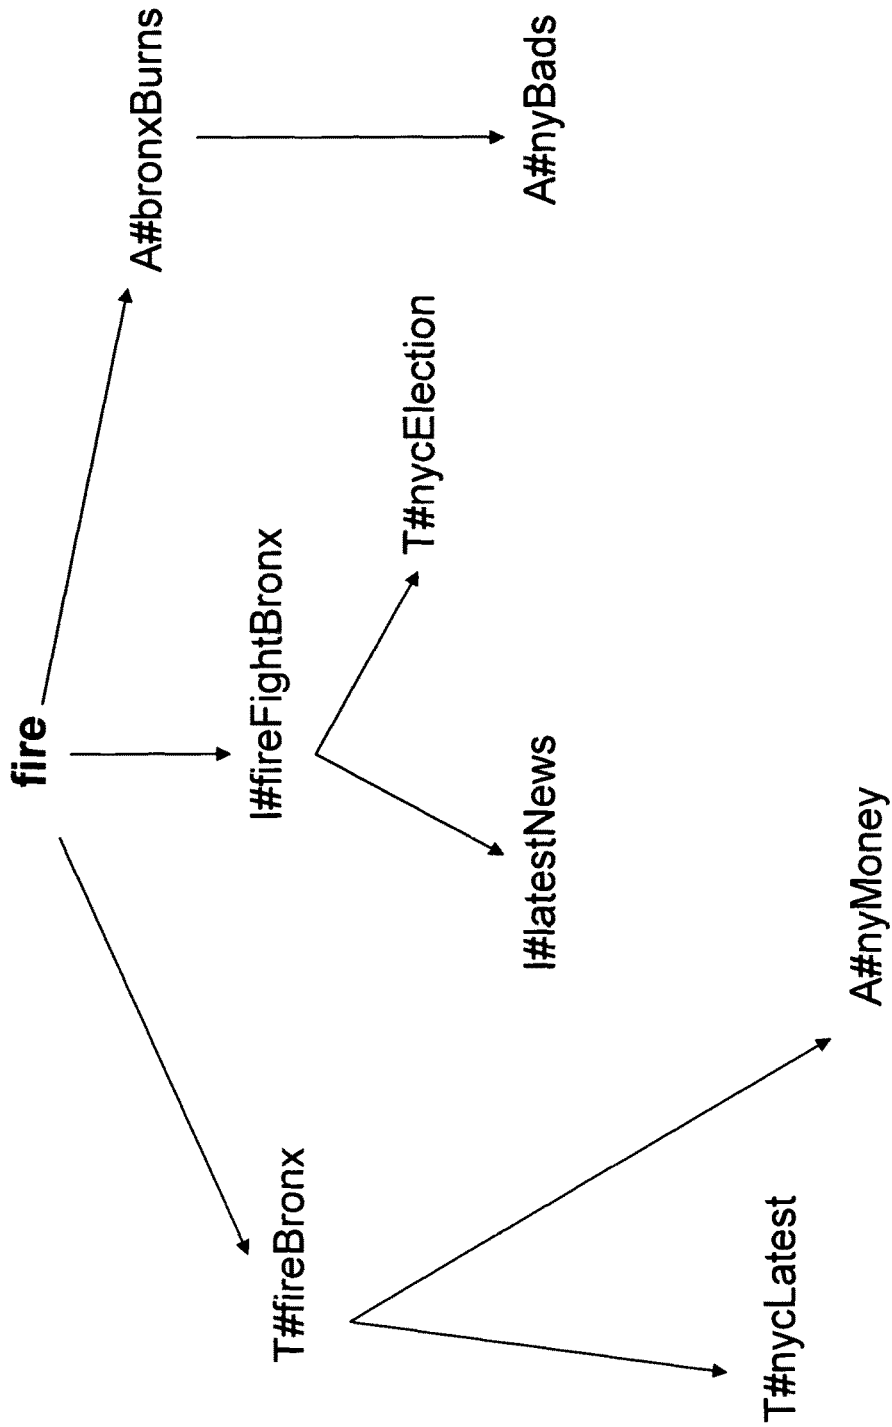 fire
A#bronxBurns
I#fireFightBronx
T#fireBronx
T#nycElection
A#nyBads
I#latestNews
T#nycLatest
A#nyMoney